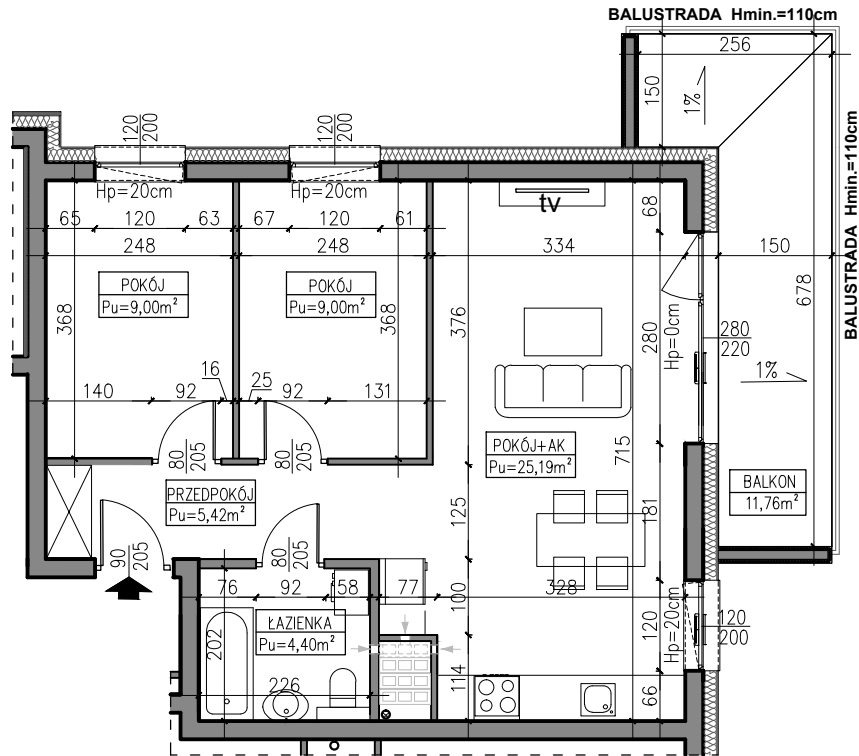 BALUSTRADA Hmin.=110cm
256
150
1%
BALUSTRADA Hmin.=110cm
120
200
120
200
Hp=20cm
Hp=20cm
tv
65
120
63
67
120
61
68
248
248
334
150
POKÓJ
Pu=9,00m²
POKÓJ
Pu=9,00m²
368
368
376
280
Hp=0cm
280
220
678
1%
16
25
140
92
92
131
POKÓJ+AK
Pu=25,19m²
715
80
205
80
205
PRZEDPOKÓJ
Pu=5,42m²
BALKON
11,76m²
125
181
90
205
80
205
76
92
58
77
100
328
ŁAZIENKA
Pu=4,40m²
202
226
114
120
Hp=20cm
120
200
66